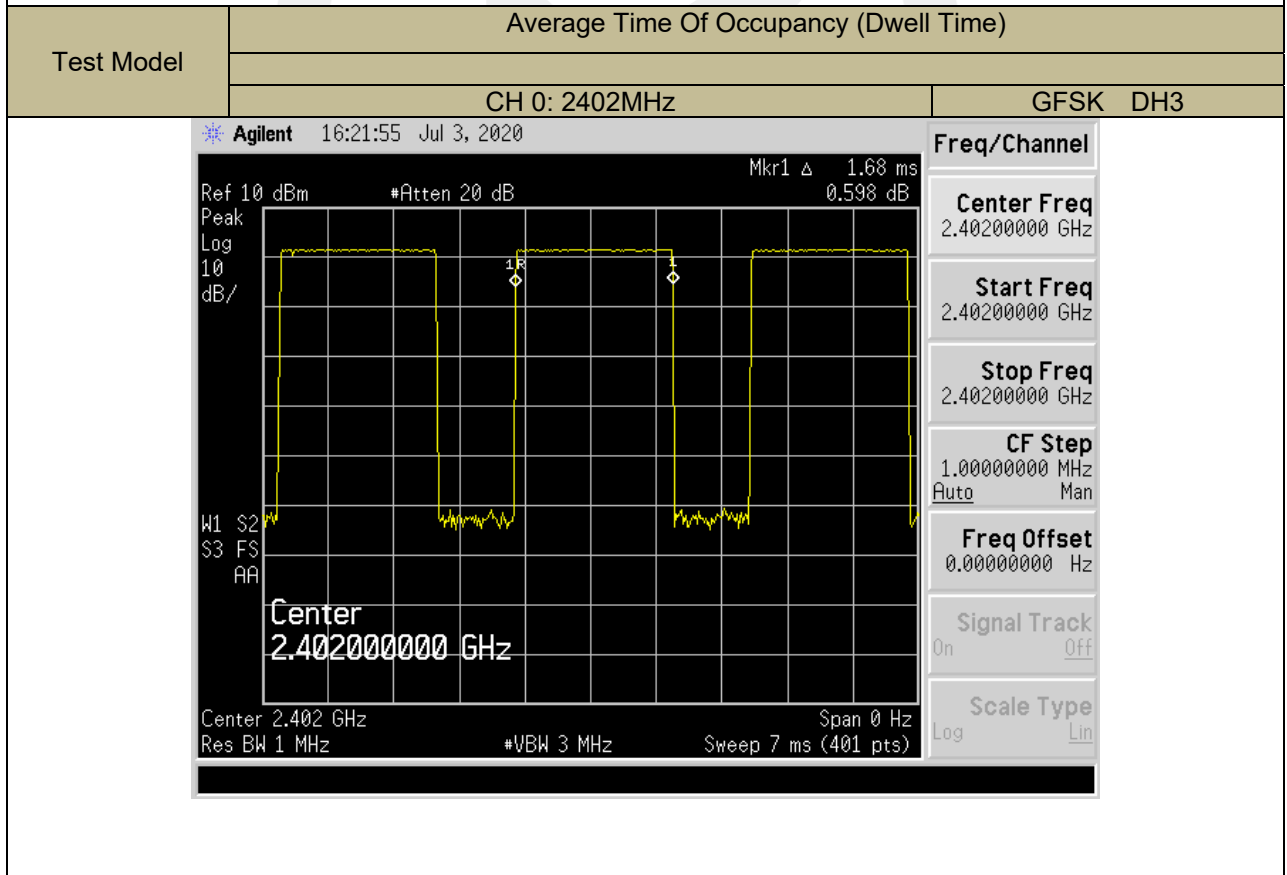 Average Time Of Occupancy (Dwell Time)
Test Model
CH 0: 2402MHz GFSK DH3
Agilent 16:21:55 Jul 3, 2020
Mkr1 Δ 1.68 ms
Ref 10 dBm #Atten 20 dB 0.598 dB
Peak
Log
10
dB/
1R 1
W1 S2
S3 FS
AA
Center
2.402000000 GHz
Center 2.402 GHz Span 0 Hz
Res BW 1 MHz #VBW 3 MHz Sweep 7 ms (401 pts)
Freq/Channel
Center Freq
2.40200000 GHz
Start Freq
2.40200000 GHz
Stop Freq
2.40200000 GHz
CF Step
1.00000000 MHz
Auto Man
Freq Offset
0.00000000 Hz
Signal Track
On Off
Scale Type
Log Lin